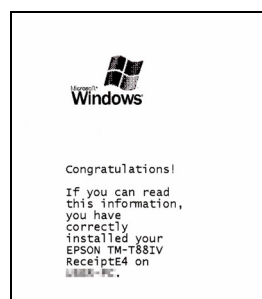 Microsoft
Windows
Congratulations!
If you can read
this information,
you have
correctly
installed your
EPSON TM-T88IV
ReceiptE4 on